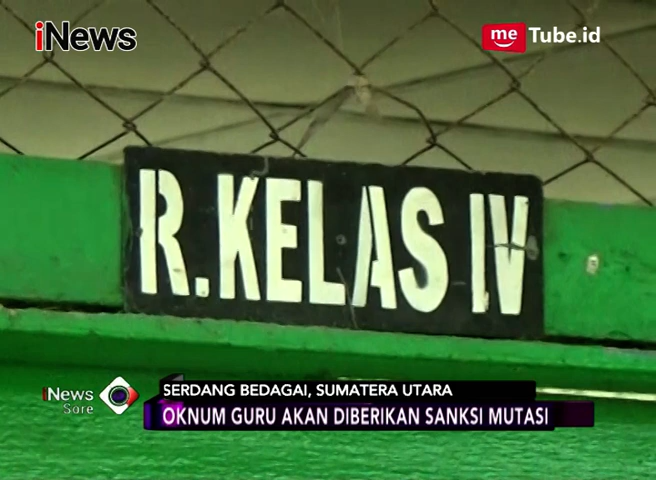 iNews
me Tube.id
R.KELAS IV
iNews Sore
SERDANG BEDAGAI, SUMATERA UTARA
OKNUM GURU AKAN DIBERIKAN SANKSI MUTASI